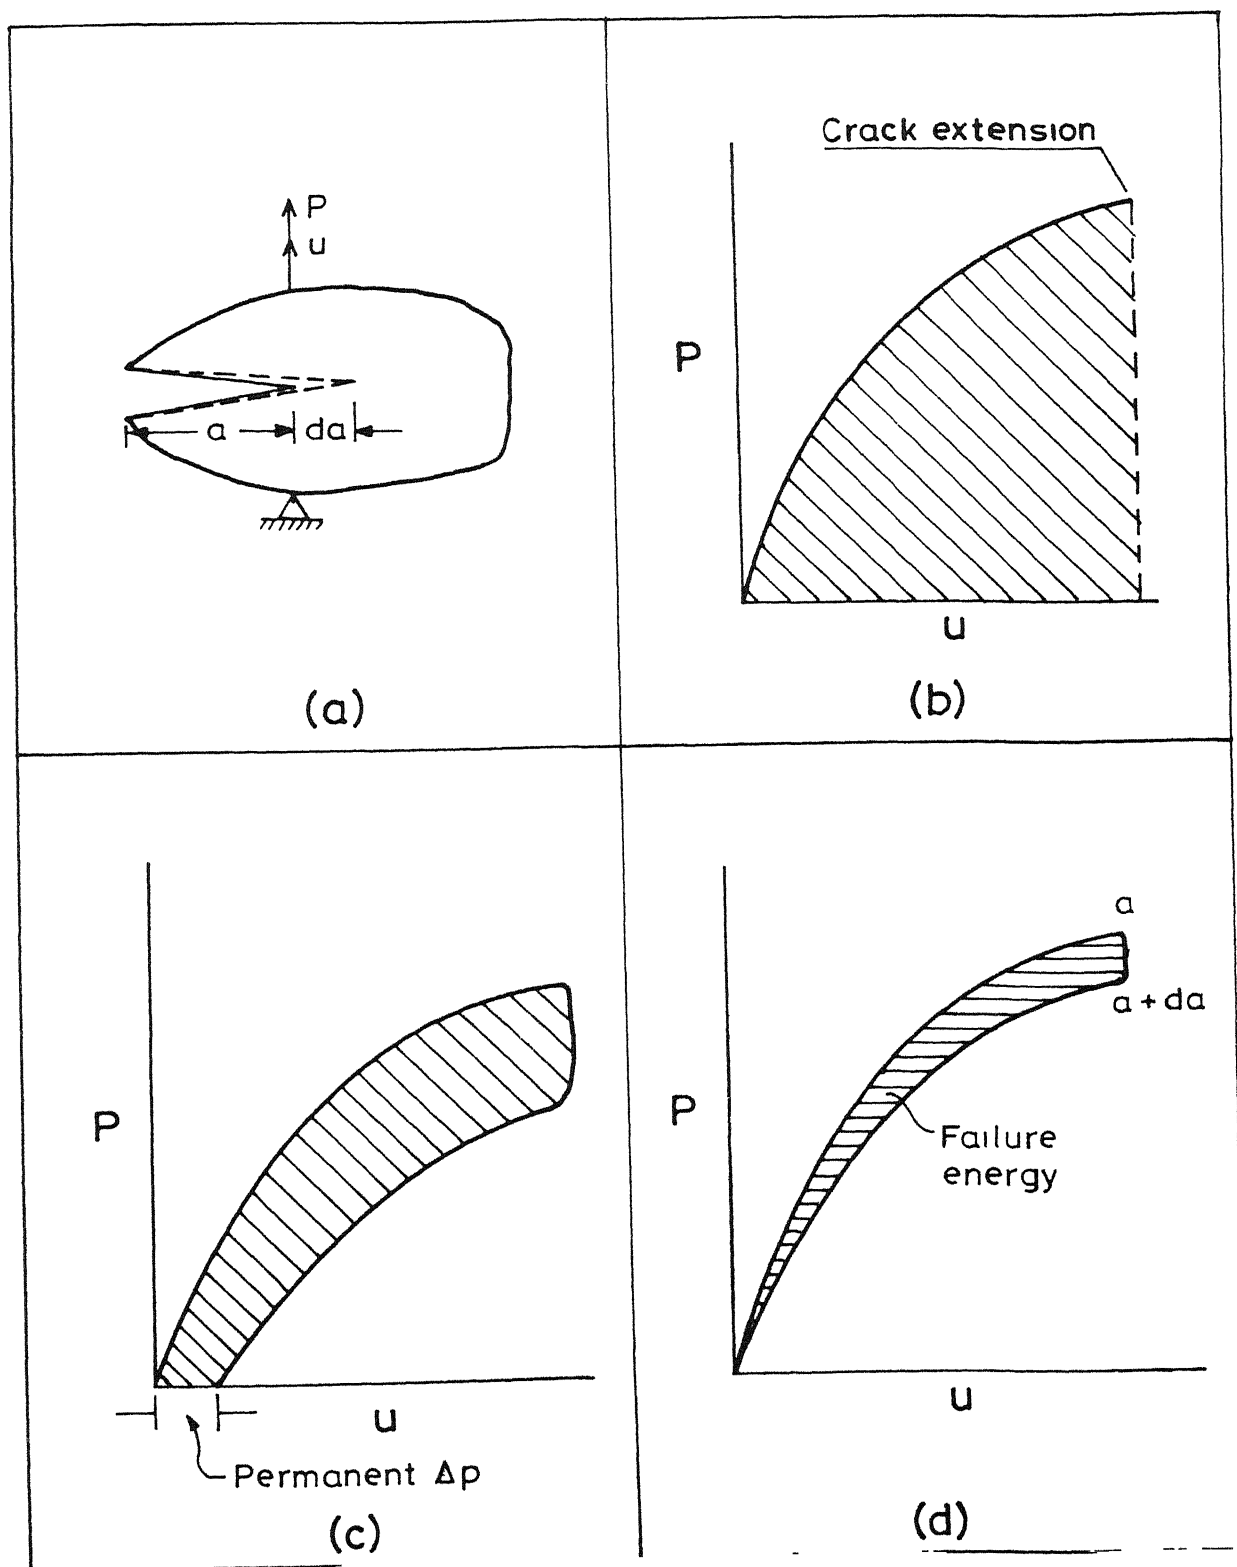 P
u
a
da
(a)
Crack extension
P
u
(b)
P
u
Permanent Δp
(c)
a
a + da
P
Failure
energy
u
(d)